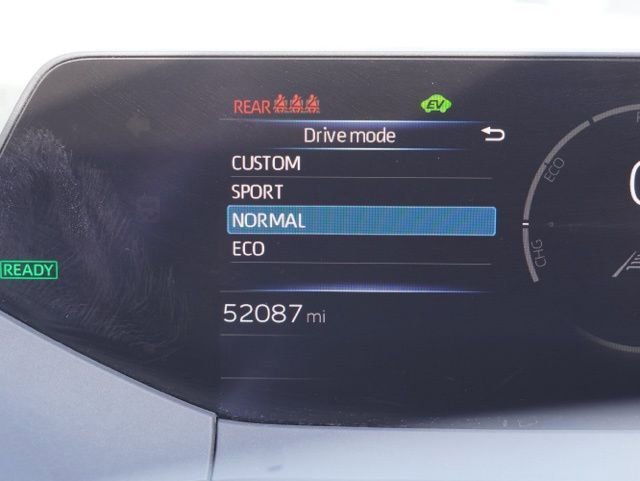 REAR
EV
Drive mode
CUSTOM
SPORT
NORMAL
ECO
READY
52087 mi
ECO
CHG